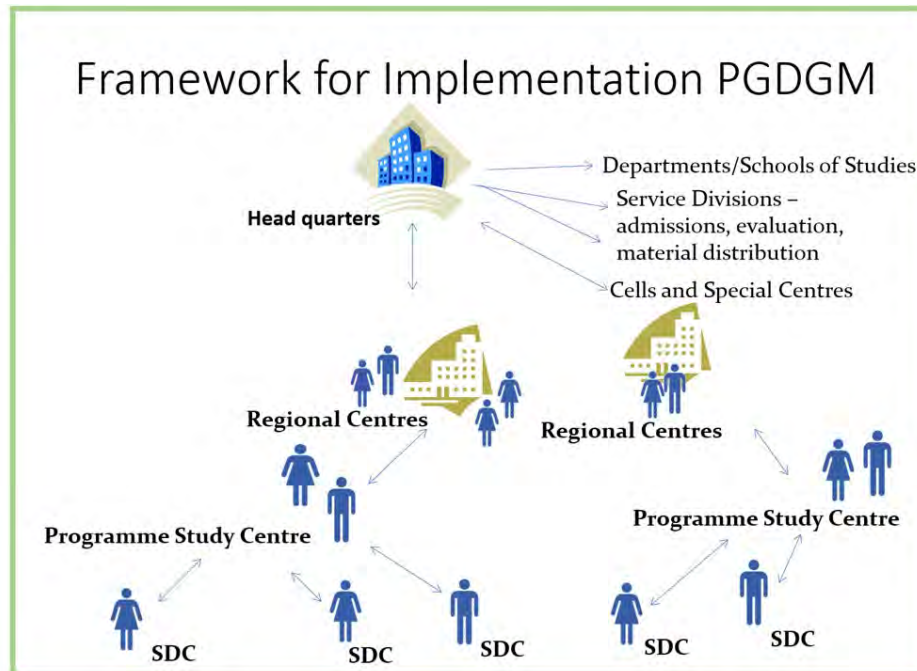 Framework for Implementation PGDGM
Departments/Schools of Studies
Service Divisions –
admissions, evaluation,
material distribution
Head quarters
Cells and Special Centres
Regional Centres
Regional Centres
Programme Study Centre
Programme Study Centre
SDC
SDC
SDC
SDC
SDC